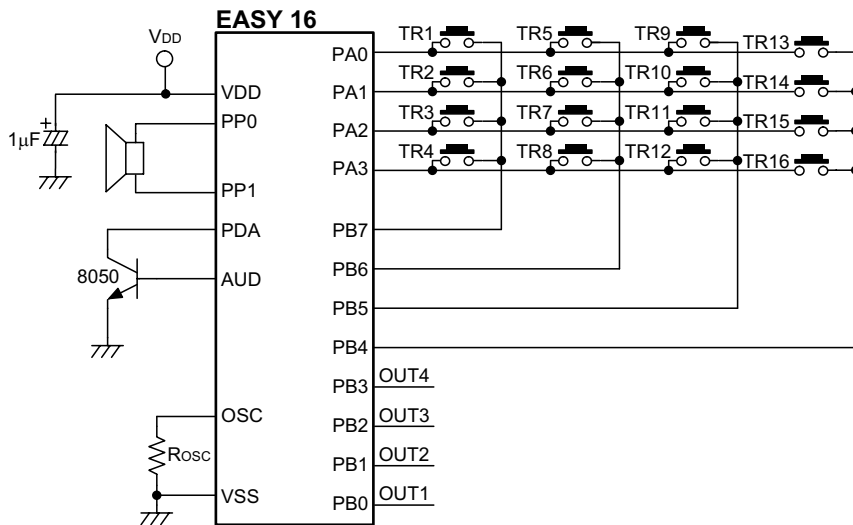 EASY 16
VDD
1µF
+
VDD
PP0
PP1
PDA
AUD
8050
OSC
ROSC
VSS
PA0
PA1
PA2
PA3
PB7
PB6
PB5
PB4
PB3 OUT4
PB2 OUT3
PB1 OUT2
PB0 OUT1
TR1 TR5 TR9 TR13
TR2 TR6 TR10 TR14
TR3 TR7 TR11 TR15
TR4 TR8 TR12 TR16